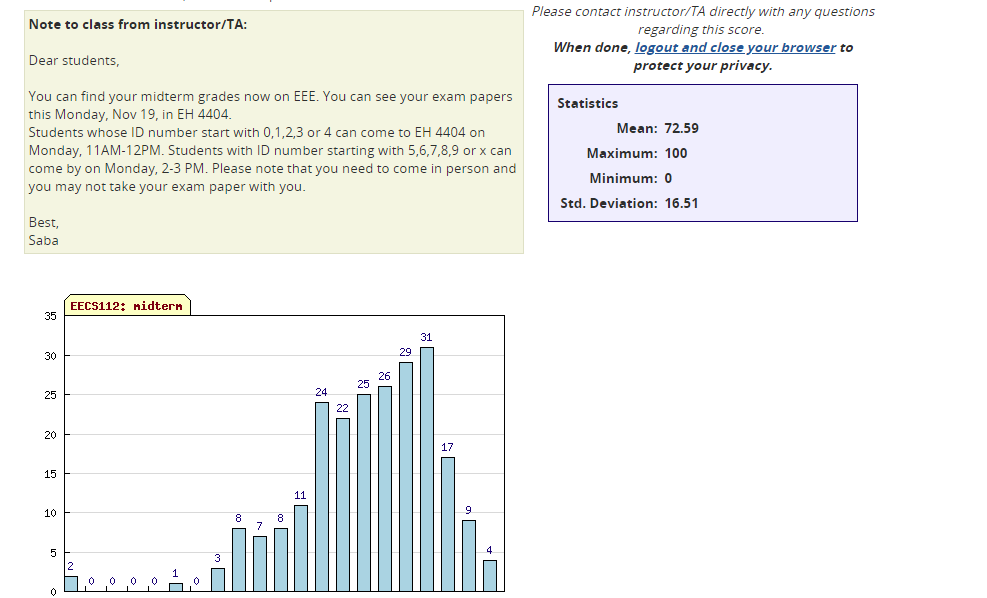 Note to class from instructor/TA:
Dear students,
You can find your midterm grades now on EEE. You can see your exam papers
this Monday, Nov 19, in EH 4404.
Students whose ID number start with 0,1,2,3 or 4 can come to EH 4404 on
Monday, 11AM-12PM. Students with ID number starting with 5,6,7,8,9 or x can
come by on Monday, 2-3 PM. Please note that you need to come in person and
you may not take your exam paper with you.
Best,
Saba
Please contact instructor/TA directly with any questions
regarding this score.
When done, logout and close your browser to
protect your privacy.
Statistics
Mean: 72.59
Maximum: 100
Minimum: 0
Std. Deviation: 16.51
EECS112: midterm
35
30
25
20
15
10
5
0
2
0
0
0
0
1
0
3
8
7
8
11
24
22
25
26
29
31
17
9
4